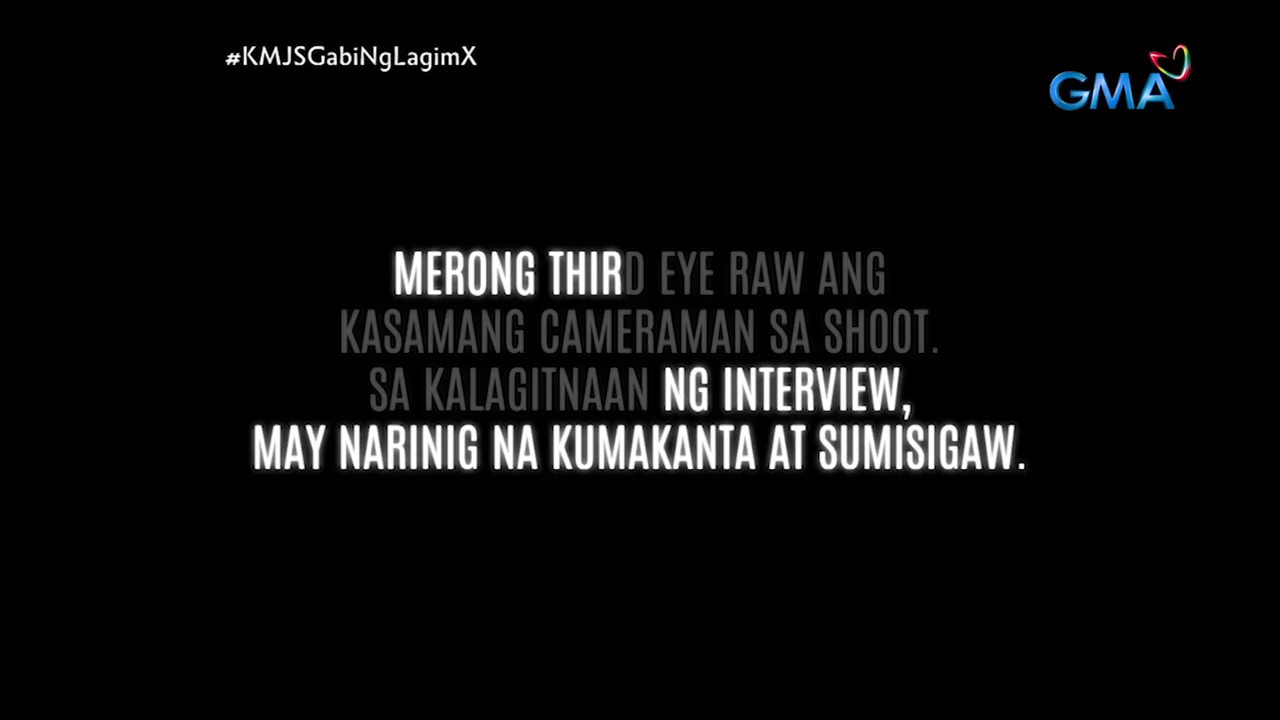 #KMJSGabiNgLagimX
GMA
MERONG THIRD EYE RAW ANG
KASAMANG CAMERAMAN SA SHOOT.
SA KALAGITNAAN NG INTERVIEW,
MAY NARINIG NA KUMAKANTA AT SUMISIGAW.